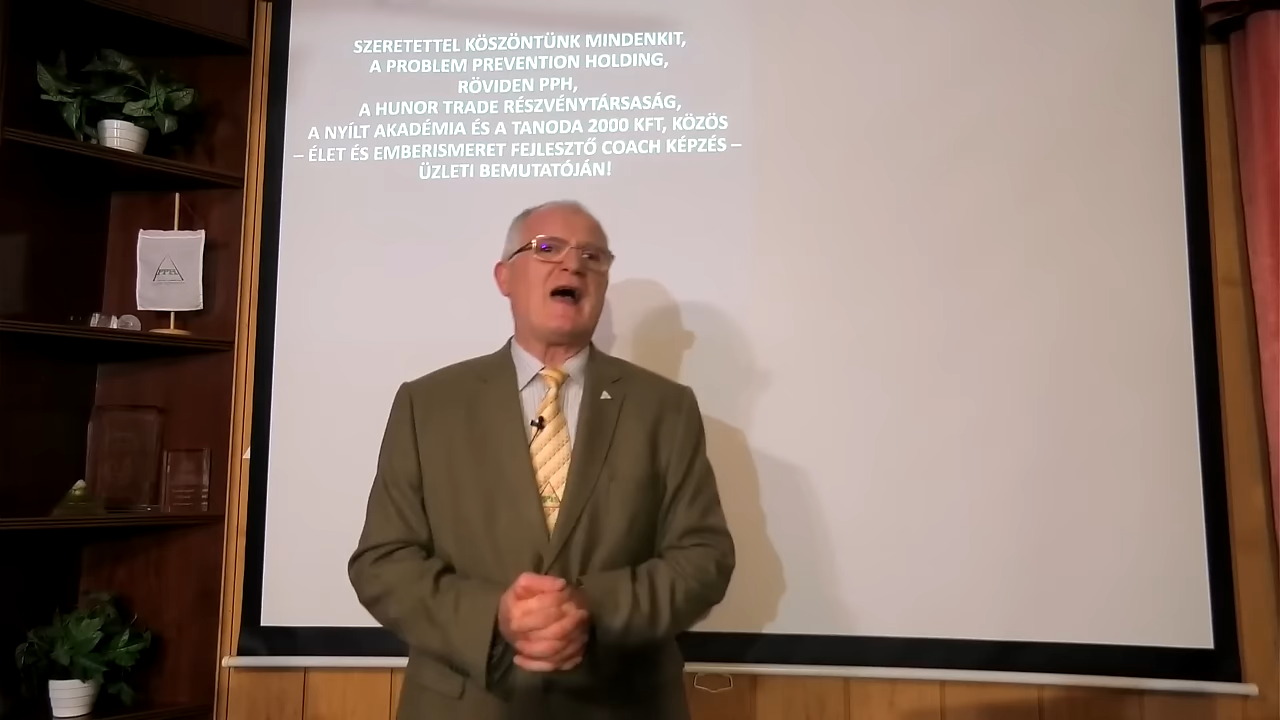 SZERETETTEL KÖSZÖNTÜNK MINDENKIT,
A PROBLEM PREVENTION HOLDING,
RÖVIDEN PPH,
A HUNOR TRADE RÉSZVÉNYTÁRSASÁG,
A NYÍLT AKADÉMIA ÉS A TANODA 2000 KFT, KÖZÖS
– ÉLET ÉS EMBERISMERET FEJLESZTŐ COACH KÉPZÉS –
ÜZLETI BEMUTATÓJÁN!
PPH